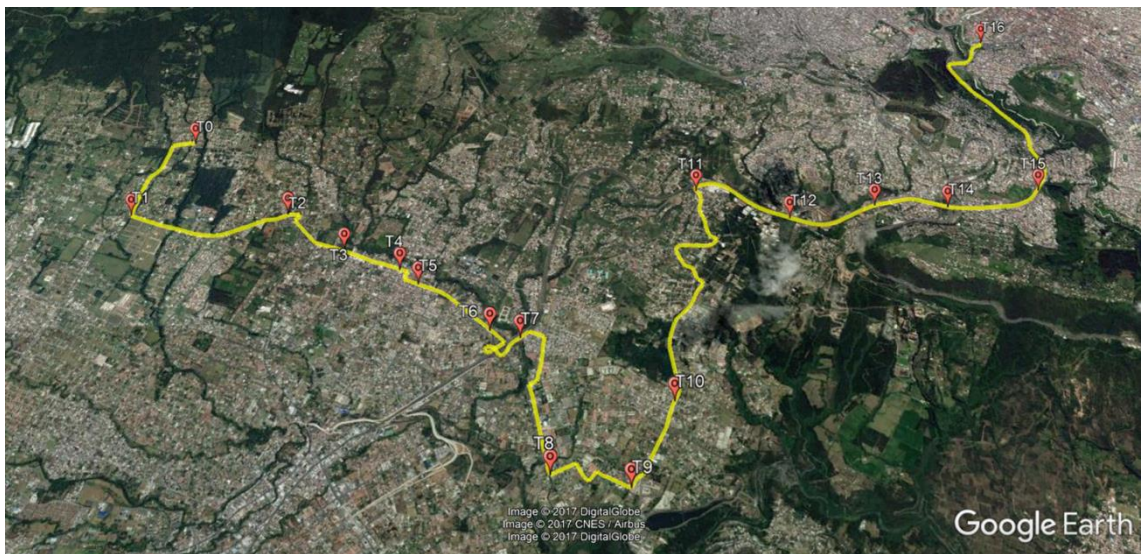 T16
T0
T11
T15
T1
T2
T12
T13
T14
T3
T4
T5
T6
T7
T10
T8
T9
Image © 2017 DigitalGlobe
Image © 2017 CNES / Airbus
Image © 2017 DigitalGlobe
Google Earth